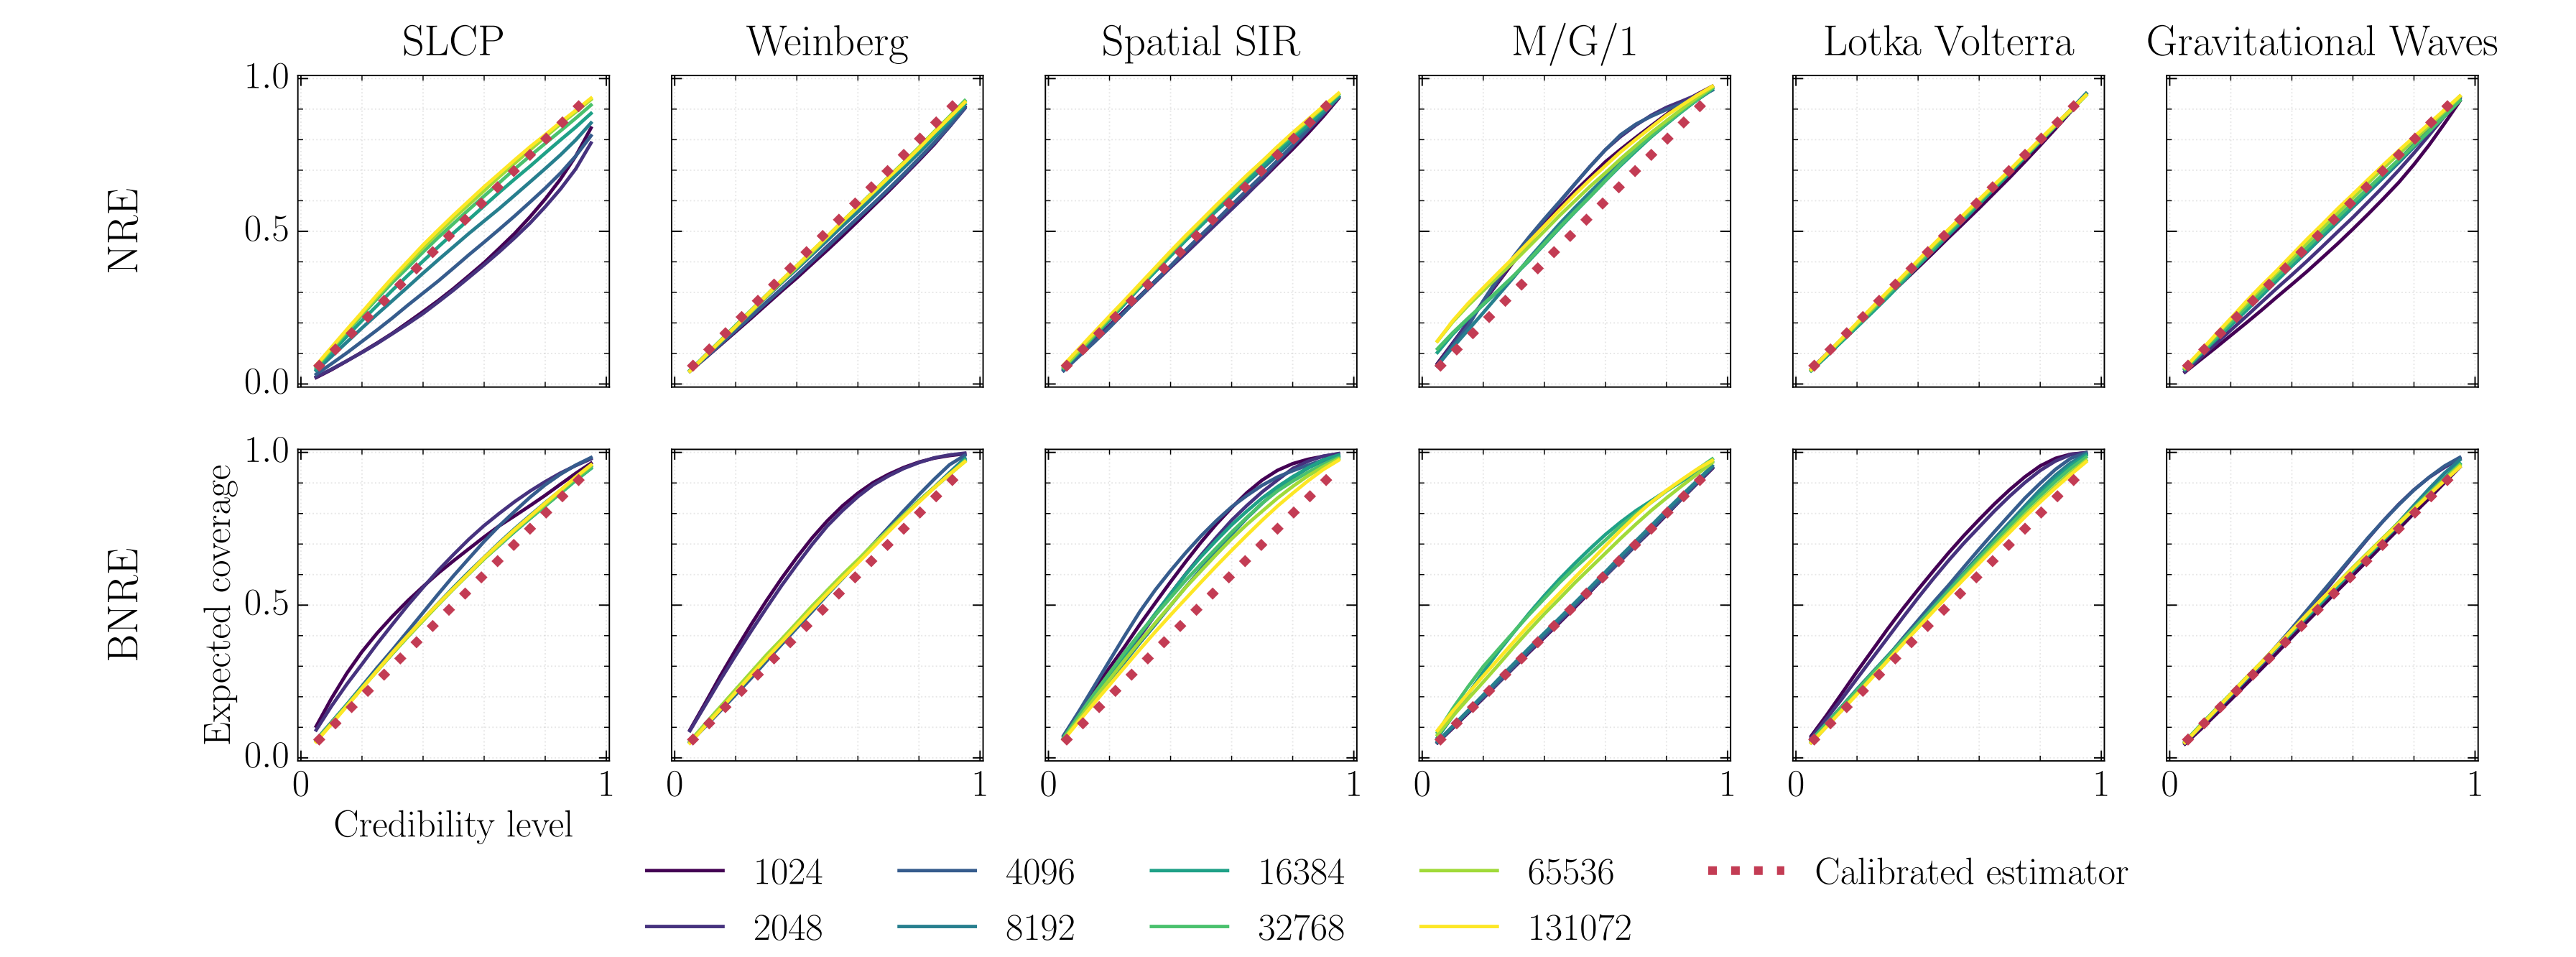 SLCP Weinberg Spatial SIR M/G/1 Lotka Volterra Gravitational Waves
NRE
1.0
0.5
0.0
BNRE
Expected coverage
1.0
0.5
0.0
0 1 0 1 0 1 0 1 0 1 0 1
Credibility level
1024 4096 16384 65536 Calibrated estimator
2048 8192 32768 131072